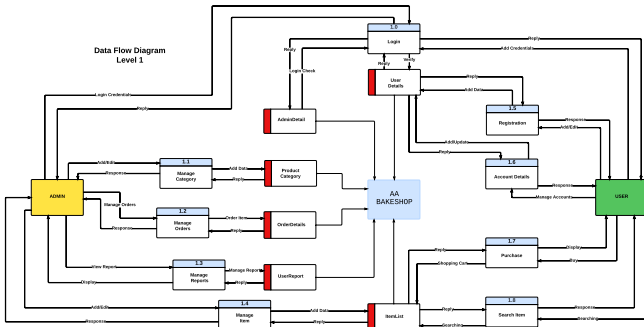 Data Flow Diagram
Level 1
1.0
Login
Reply
Add Credentials
Reply
Login Check
Reply
Verify
User
Details
Reply
Add Data
Login Credentials
Reply
AdminDetail
1.5
Registration
Response
Add/Edit
Add/Update
Reply
1.1
Manage
Category
Add/Edit
Response
Add Data
Reply
Product
Category
1.6
Account Details
Response
Manage Accounts
ADMIN
AA
BAKESHOP
USER
Manage Orders
Response
1.2
Manage
Orders
Order Item
Reply
OrderDetails
1.7
Purchase
Display
Buy
Reply
Shopping Cart
View Report
Display
1.3
Manage
Reports
Manage Report
Reply
UserReport
Add/Edit
Response
1.4
Manage
Item
Add Data
Reply
ItemList
Reply
Searching
Search Item
Response
Searching